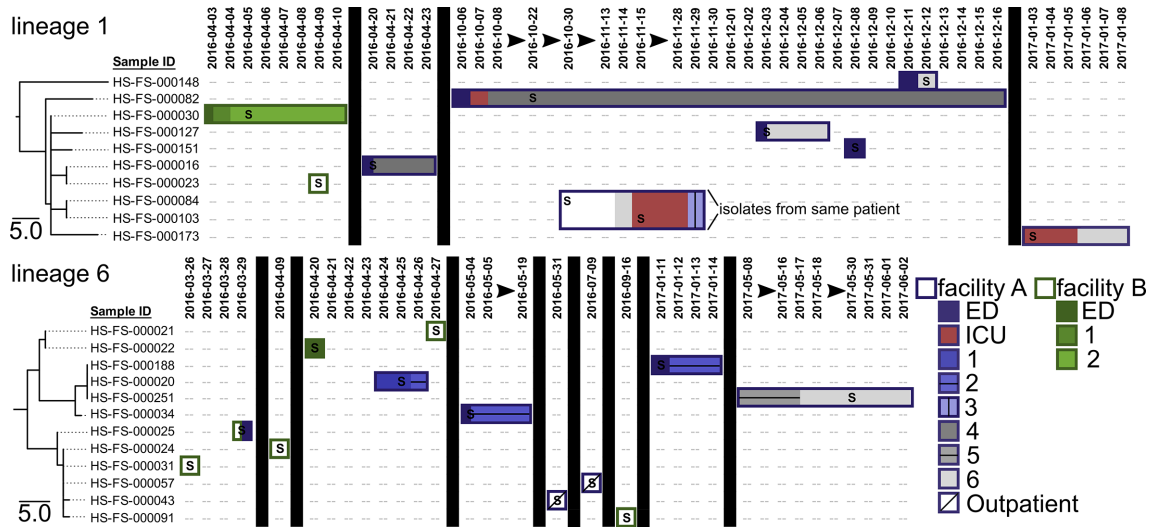 lineage 1
2016-04-03 2016-04-04 2016-04-05 2016-04-06 2016-04-07 2016-04-08 2016-04-09 2016-04-10 2016-04-20 2016-04-21 2016-04-22 2016-04-23 2016-10-06 2016-10-07 2016-10-08 2016-10-22 2016-10-30 2016-11-13 2016-11-14 2016-11-15 2016-11-28 2016-11-29 2016-11-30 2016-12-01 2016-12-02 2016-12-03 2016-12-04 2016-12-05 2016-12-06 2016-12-07 2016-12-08 2016-12-09 2016-12-10 2016-12-11 2016-12-12 2016-12-13 2016-12-14 2016-12-15 2016-12-16 2017-01-03 2017-01-04 2017-01-05 2017-01-06 2017-01-07 2017-01-08
Sample ID
HS-FS-000148 S
HS-FS-000082 S
HS-FS-000030 S
HS-FS-000127 S
HS-FS-000151 S
HS-FS-000016 S
HS-FS-000023 S
HS-FS-000084 S
isolates from same patient
HS-FS-000103 S
HS-FS-000173 S
5.0
lineage 6
2016-03-26 2016-03-27 2016-03-28 2016-03-29 2016-04-09 2016-04-20 2016-04-21 2016-04-22 2016-04-23 2016-04-24 2016-04-25 2016-04-26 2016-04-27 2016-05-04 2016-05-05 2016-05-19 2016-05-31 2016-07-09 2016-09-16 2017-01-11 2017-01-12 2017-01-13 2017-01-14 2017-05-08 2017-05-16 2017-05-17 2017-05-18 2017-05-30 2017-05-31 2017-06-01 2017-06-02
Sample ID
HS-FS-000021 S
HS-FS-000022 S
HS-FS-000188 S
HS-FS-000020 S
HS-FS-000251 S
HS-FS-000034 S
HS-FS-000025 S
HS-FS-000024 S
HS-FS-000031 S
HS-FS-000057 S
HS-FS-000043 S
HS-FS-000091 S
5.0
facility A
ED
ICU
1
2
3
4
5
6
Outpatient
facility B
ED
1
2